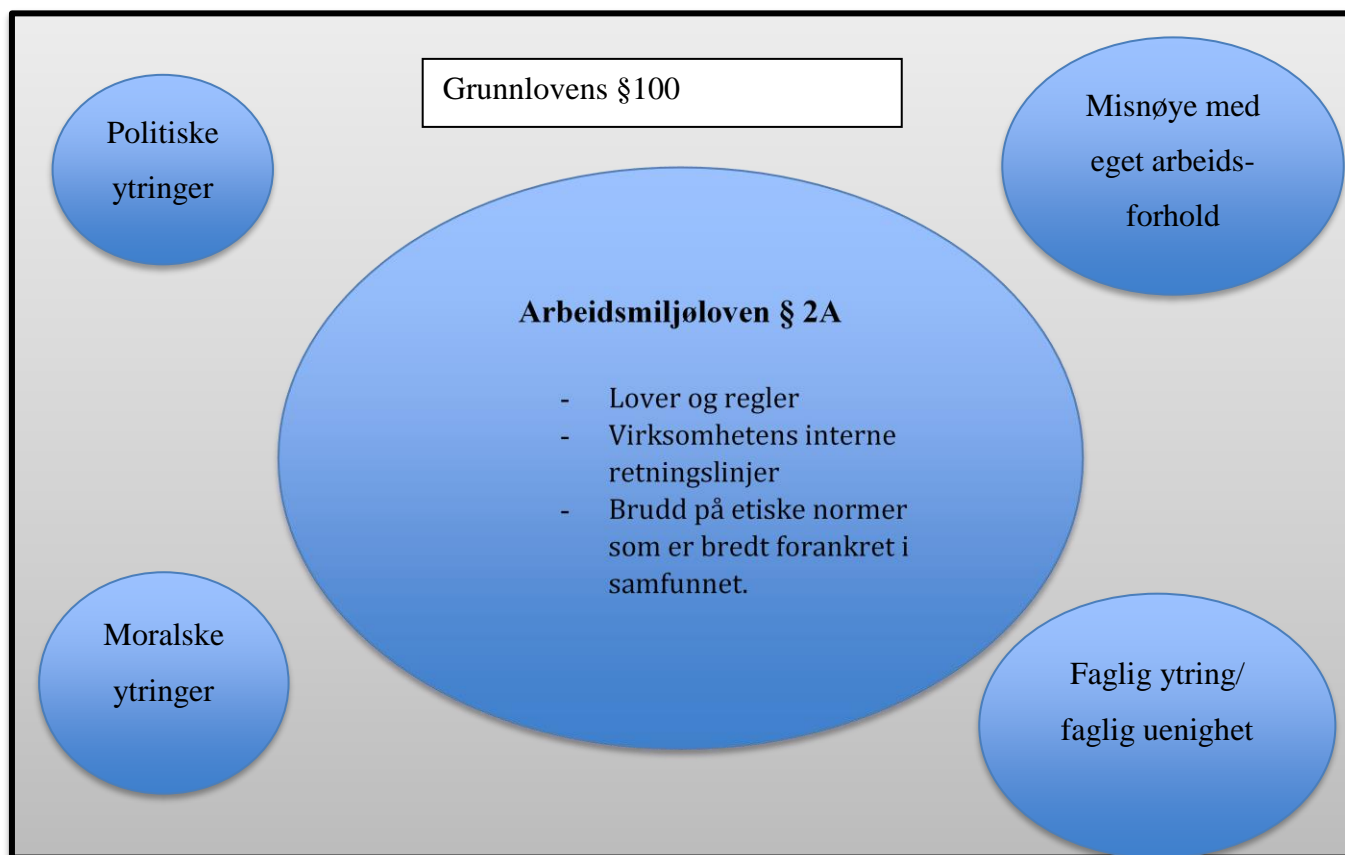 Grunnlovens §100
Politiske
ytringer
Misnøye med
eget arbeids-
forhold
Arbeidsmiljøloven § 2A
- Lover og regler
- Virksomhetens interne
retningslinjer
- Brudd på etiske normer
som er bredt forankret i
samfunnet.
Moralske
ytringer
Faglig ytring/
faglig uenighet